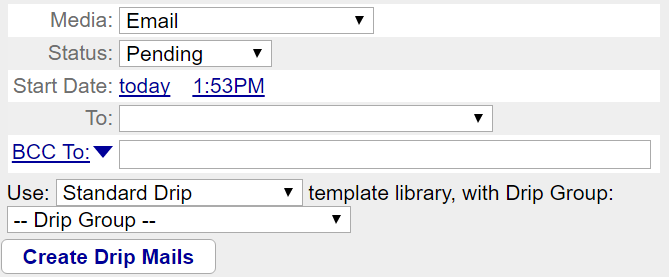 Media: Email
Status: Pending
Start Date: today 1:53PM
To:
BCC To:
Use: Standard Drip template library, with Drip Group:
-- Drip Group --
Create Drip Mails